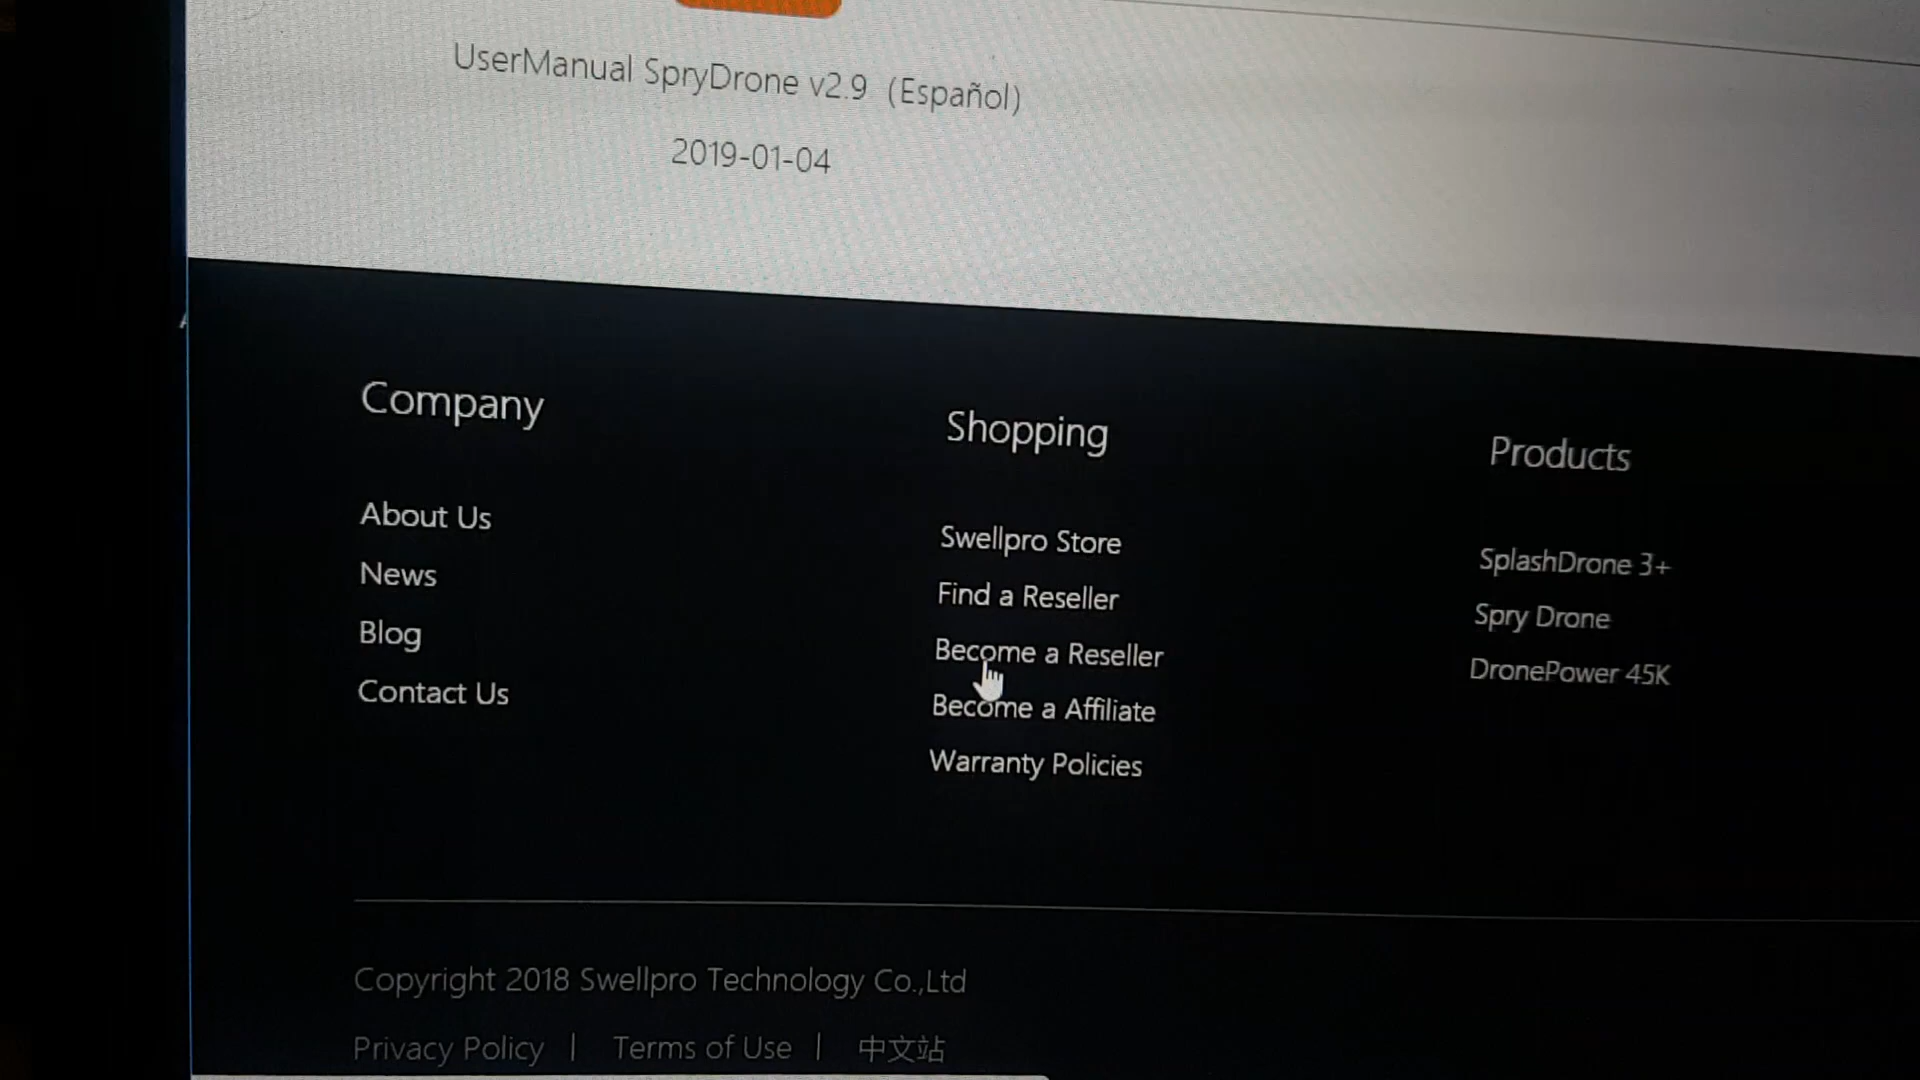 UserManual SpryDrone v2.9 (Español)
2019-01-04
Company
About Us
News
Blog
Contact Us
Shopping
Swellpro Store
Find a Reseller
Become a Reseller
Become a Affiliate
Warranty Policies
Products
SplashDrone 3+
Spry Drone
DronePower 45K
Copyright 2018 Swellpro Technology Co.,Ltd
Privacy Policy | Terms of Use | 中文站